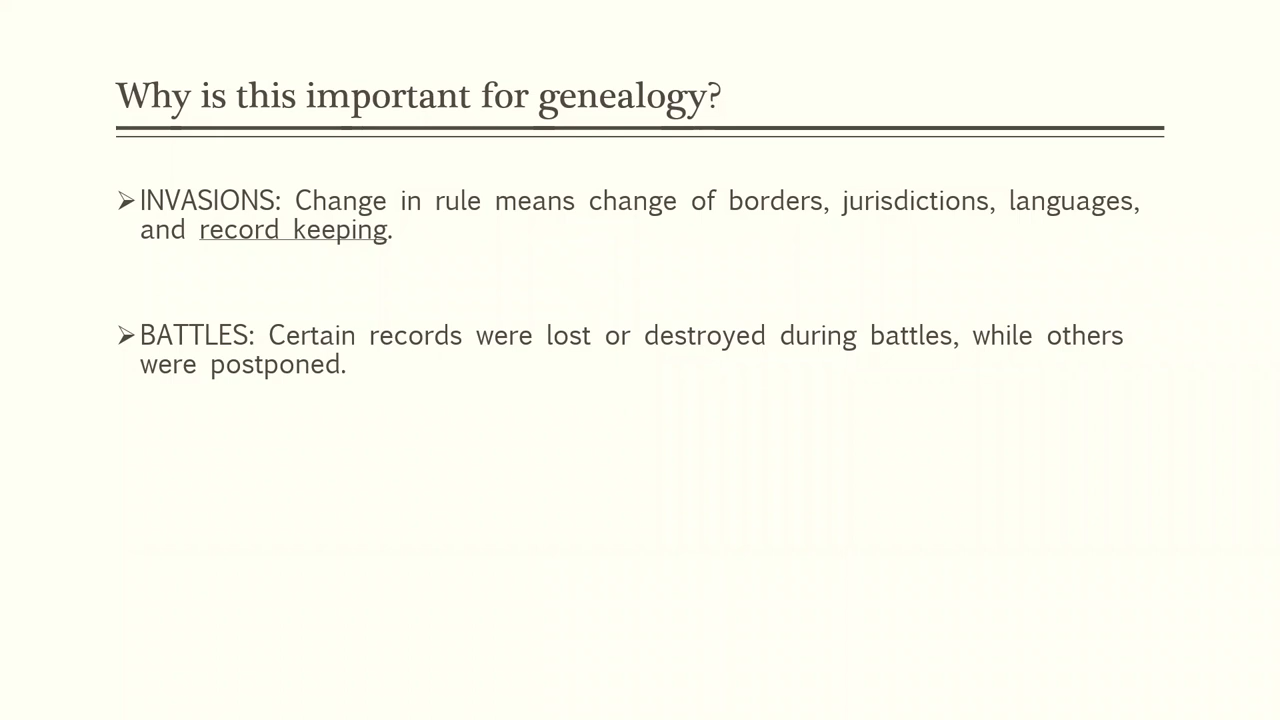 Why is this important for genealogy?
➢INVASIONS: Change in rule means change of borders, jurisdictions, languages,
and record keeping.
➢BATTLES: Certain records were lost or destroyed during battles, while others
were postponed.